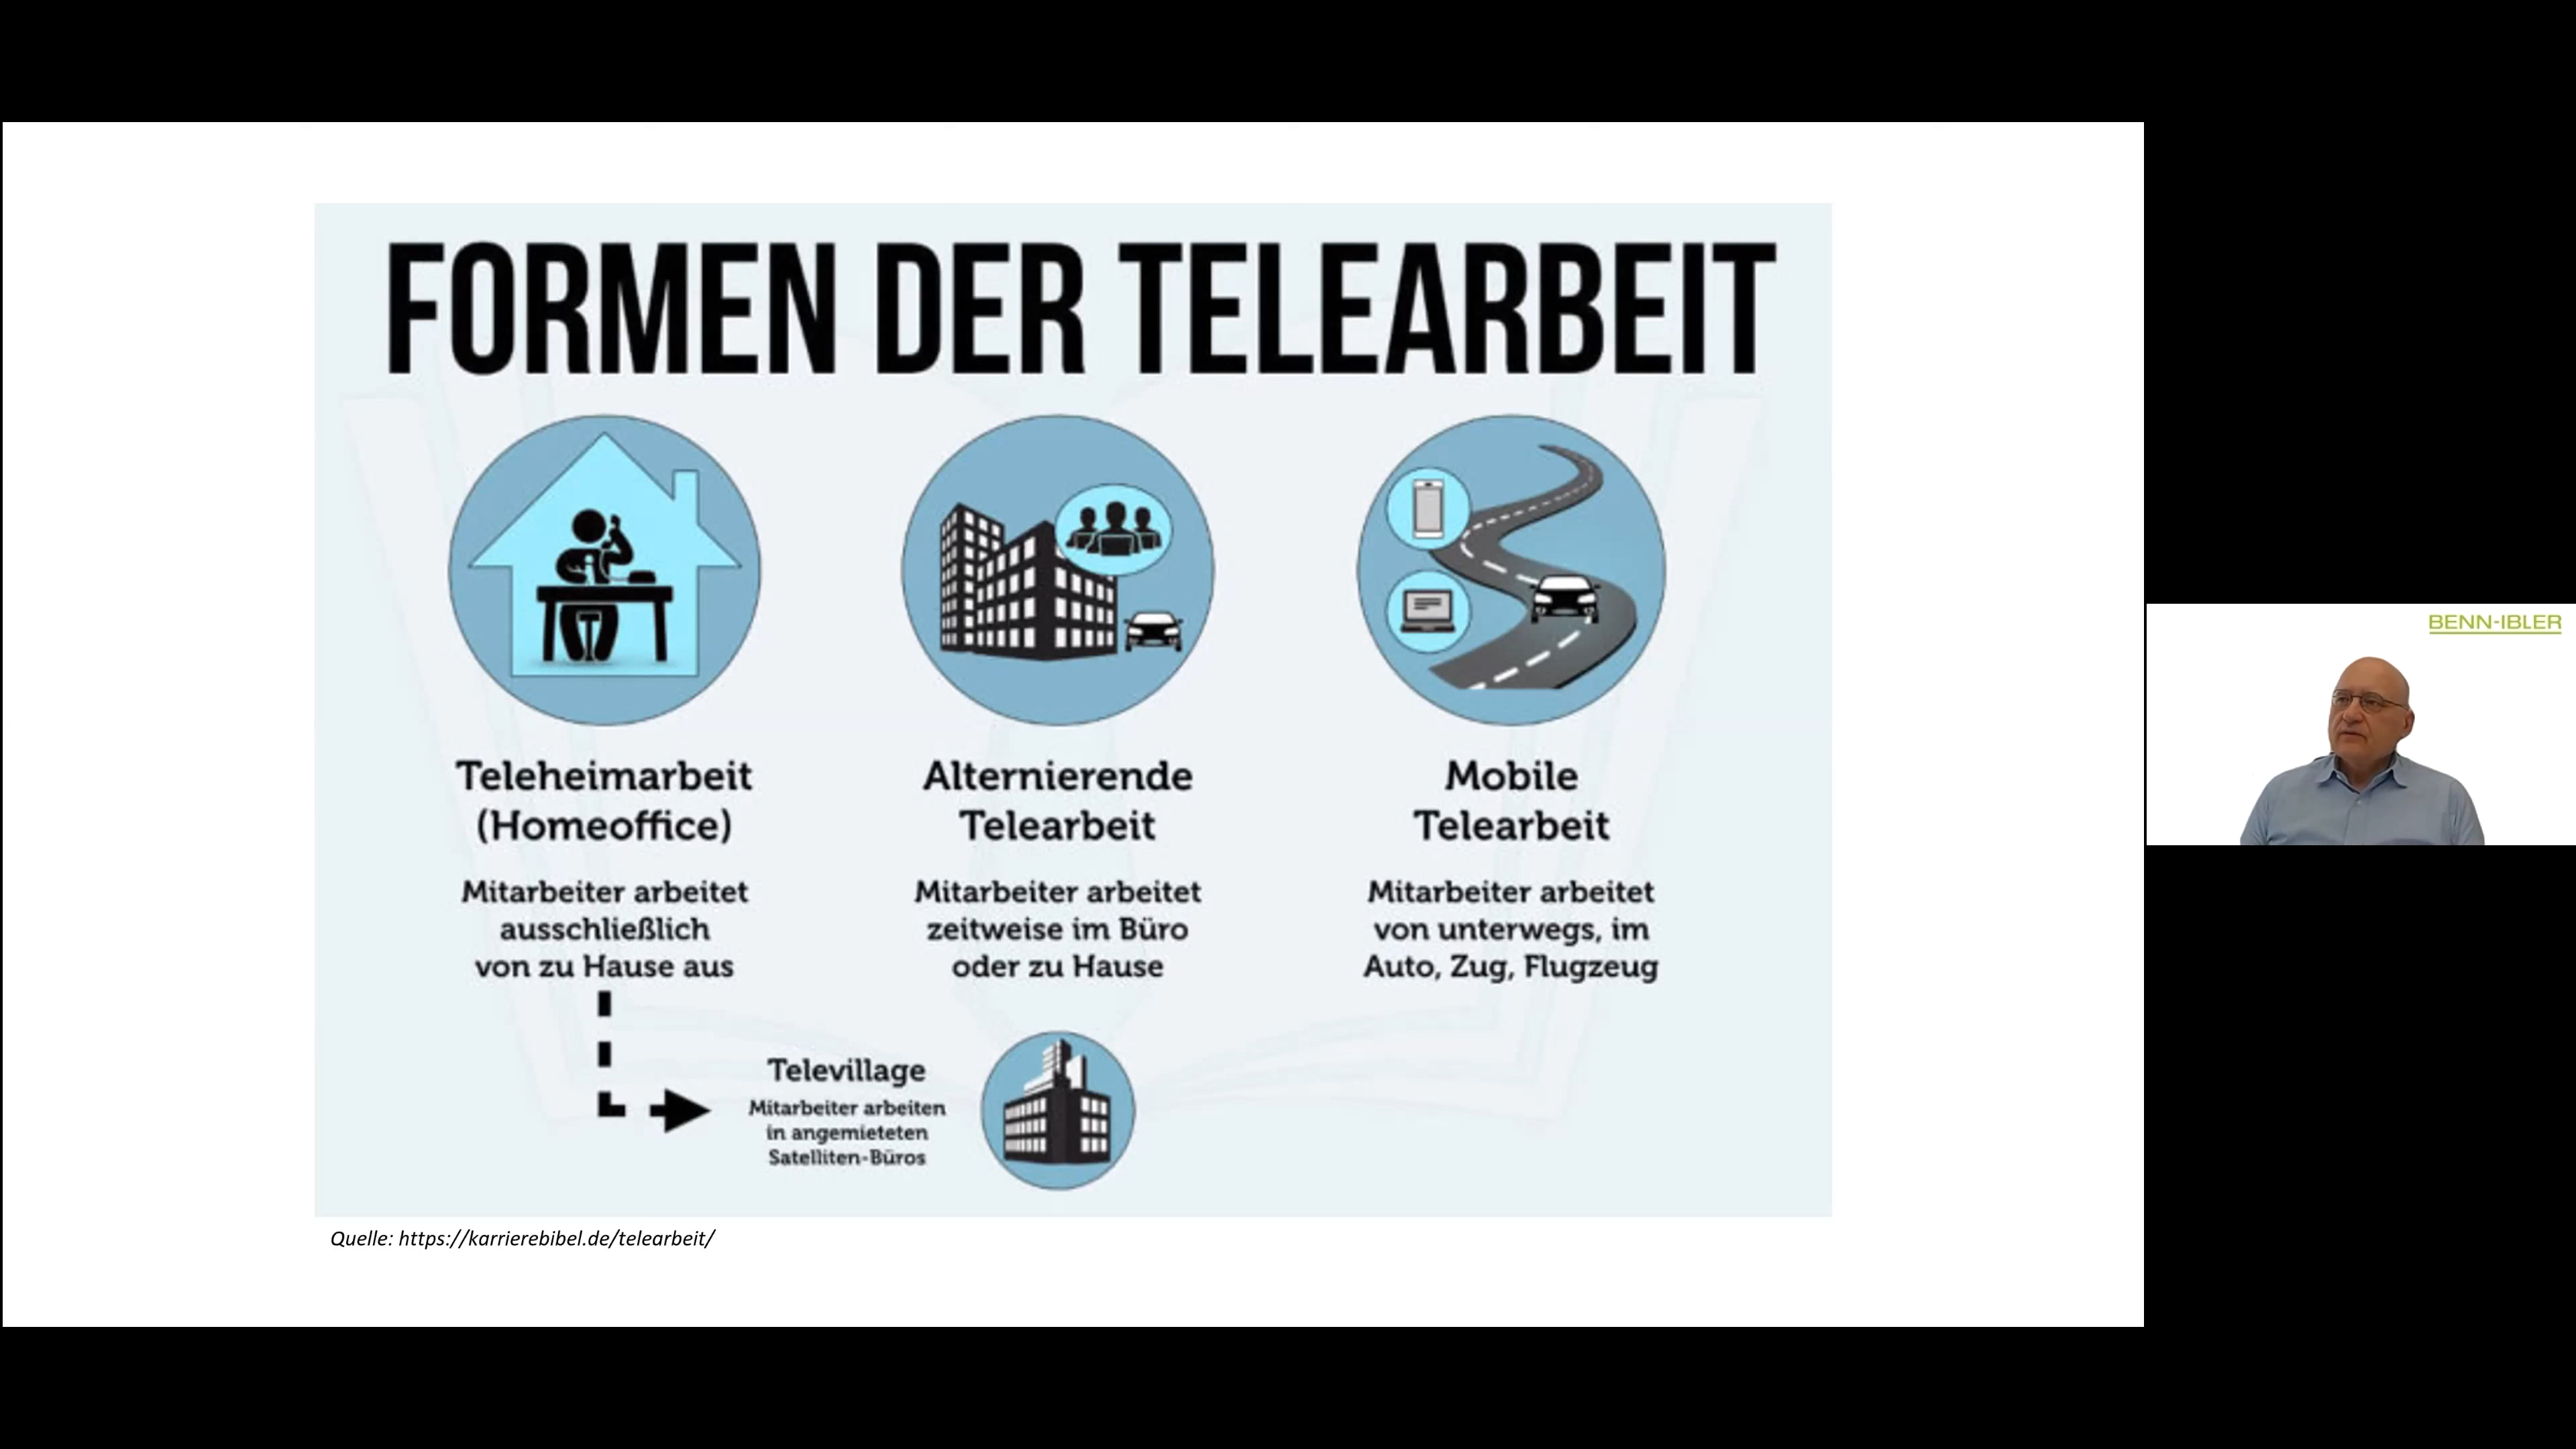 FORMEN DER TELEARBEIT
Teleheimarbeit
(Homeoffice)
Mitarbeiter arbeitet
ausschließlich
von zu Hause aus
Alternierende
Telearbeit
Mitarbeiter arbeitet
zeitweise im Büro
oder zu Hause
Mobile
Telearbeit
Mitarbeiter arbeitet
von unterwegs, im
Auto, Zug, Flugzeug
Televillage
Mitarbeiter arbeiten
in angemieteten
Satelliten-Büros
Quelle: https://karrierebibel.de/telearbeit/
BENN-IBLER